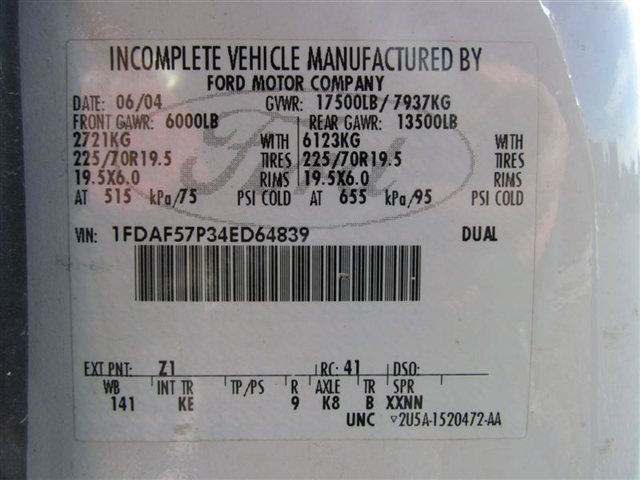 INCOMPLETE VEHICLE MANUFACTURED BY
FORD MOTOR COMPANY
DATE: 06/04 GVWR: 17500LB/ 7937KG
FRONT GAWR: 6000LB REAR GAWR: 13500LB
2721KG WITH 6123KG WITH
225/70R19.5 TIRES 225/70R19.5 TIRES
19.5X6.0 RIMS 19.5X6.0 RIMS
AT 515 kPa/75 PSI COLD AT 655 kPa/95 PSI COLD
VIN: 1FDAF57P34ED64839 DUAL
EXT PNT: Z1 RC: 41 DSO:
WB INT TR TP/PS R AXLE TR SPR
141 KE 9 K8 B XXNN
UNC ▽2U5A-1520472-AA
Ford